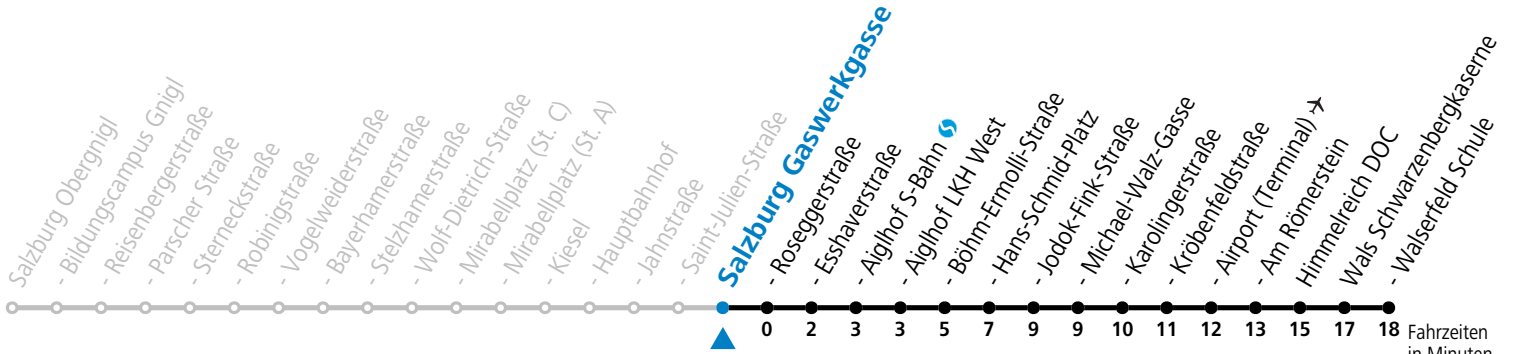 Salzburg Obergnigl
- Bildungscampus Gnigl
- Reisenbergerstraße
- Parscher Straße
- Sterneckstraße
- Robinigstraße
- Vogelweiderstraße
- Bayerhamerstraße
- Stelzhamerstraße
- Wolf-Dietrich-Straße
- Mirabellplatz (St. C)
- Mirabellplatz (St. A)
- Kiesel
- Hauptbahnhof
- Jahnstraße
- Saint-Julien-Straße
Salzburg Gaswerkgasse
- Roseggerstraße
- Esshaverstraße
- Aiglhof S-Bahn
- Aiglhof LKH West
- Böhm-Ermolli-Straße
- Hans-Schmid-Platz
- Jodok-Fink-Straße
- Michael-Walz-Gasse
- Karolingerstraße
- Kröbenfeldstraße
- Airport (Terminal)
- Am Römerstein
Himmelreich DOC
Wals Schwarzenbergkaserne
- Walserfeld Schule
0 2 3 3 5 7 9 9 10 11 12 13 15 17 18 Fahrzeiten
in Minuten